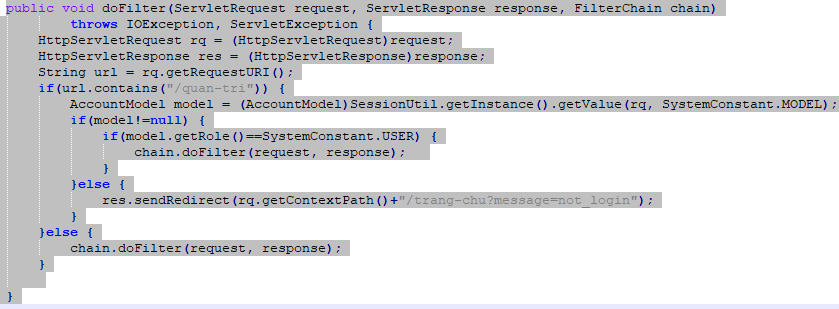 public void doFilter(ServletRequest request, ServletResponse response, FilterChain chain)
        throws IOException, ServletException {
    HttpServletRequest rq = (HttpServletRequest)request;
    HttpServletResponse res = (HttpServletResponse)response;
    String url = rq.getRequestURI();
    if(url.contains("/quan-tri")) {
        AccountModel model = (AccountModel)SessionUtil.getInstance().getValue(rq, SystemConstant.MODEL);
        if(model!=null) {
            if(model.getRole()==SystemConstant.USER) {
                chain.doFilter(request, response);
            }
        }else {
            res.sendRedirect(rq.getContextPath()+"/trang-chu?message=not_login");
        }
    }else {
        chain.doFilter(request, response);
    }
}